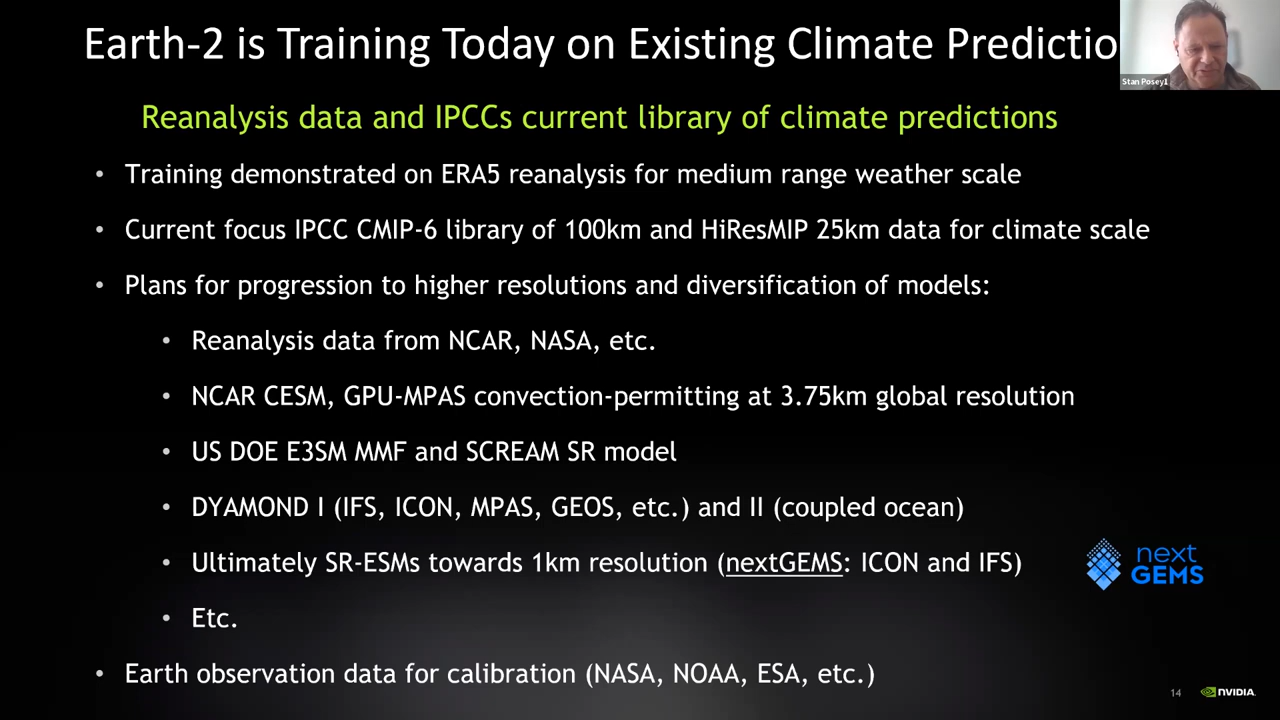 Earth-2 is Training Today on Existing Climate Predictio
Stan Posey1
Reanalysis data and IPCCs current library of climate predictions
• Training demonstrated on ERA5 reanalysis for medium range weather scale
• Current focus IPCC CMIP-6 library of 100km and HiResMIP 25km data for climate scale
• Plans for progression to higher resolutions and diversification of models:
• Reanalysis data from NCAR, NASA, etc.
• NCAR CESM, GPU-MPAS convection-permitting at 3.75km global resolution
• US DOE E3SM MMF and SCREAM SR model
• DYAMOND I (IFS, ICON, MPAS, GEOS, etc.) and II (coupled ocean)
• Ultimately SR-ESMs towards 1km resolution (nextGEMS: ICON and IFS)
next
GEMS
• Etc.
• Earth observation data for calibration (NASA, NOAA, ESA, etc.)
14
NVIDIA.